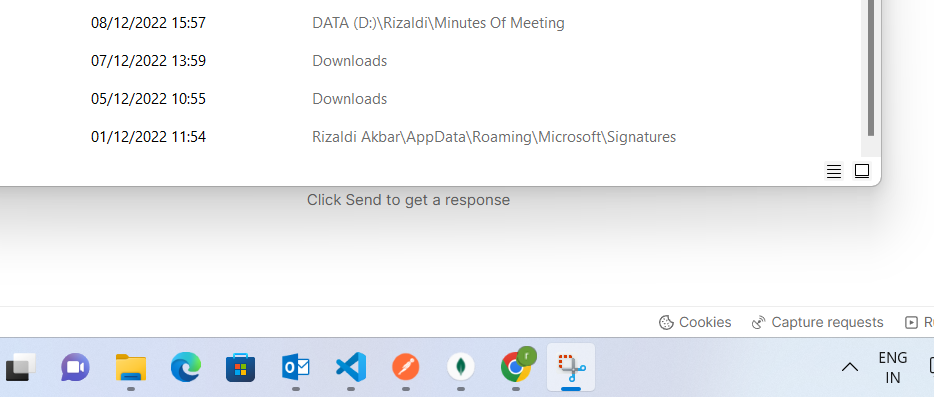 08/12/2022 15:57 DATA (D:)\Rizaldi\Minutes Of Meeting
07/12/2022 13:59 Downloads
05/12/2022 10:55 Downloads
01/12/2022 11:54 Rizaldi Akbar\AppData\Roaming\Microsoft\Signatures
Click Send to get a response
Cookies Capture requests
r
ENG
IN